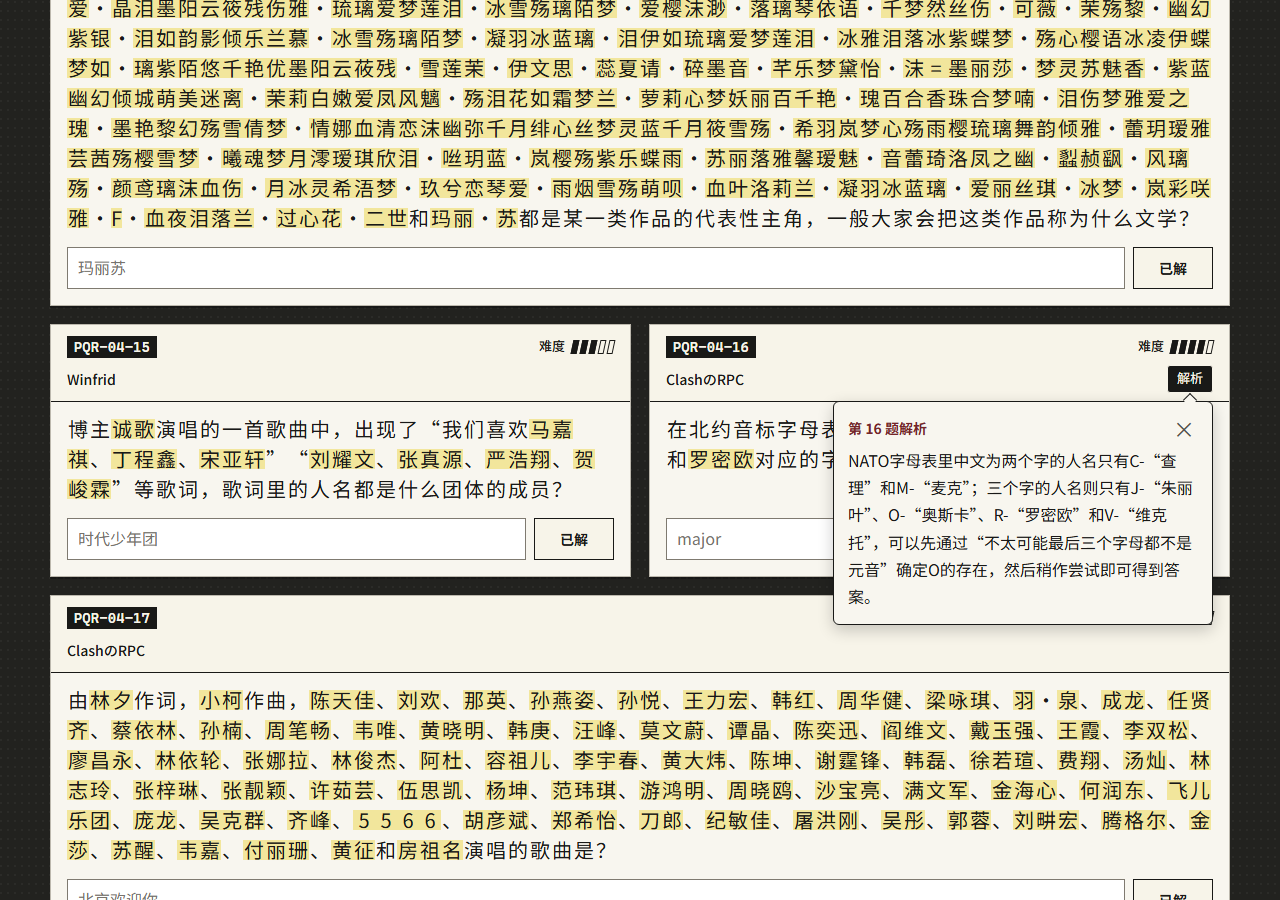 爱·晶泪墨阳云筱残伤雅·琉璃爱梦莲泪·冰雪殇璃陌梦·爱樱沫渺·落璃琴依语·千梦然丝伤·可薇·茉殇黎·幽幻
紫银·泪如韵影倾乐兰慕·冰雪殇璃陌梦·凝羽冰蓝璃·泪伊如琉璃爱梦莲泪·冰雅泪落冰紫蝶梦·殇心樱语冰凌伊蝶
梦如·璃紫陌悠千艳优墨阳云莜残·雪莲茉·伊文思·蕊夏请·碎墨音·芊乐梦黛怡·沫=墨丽莎·梦灵苏魅香·紫蓝
幽幻倾城萌美迷离·茉莉白嫩爱凤风魑·殇泪花如霜梦兰·萝莉心梦妖丽百千艳·瑰百合香珠合梦喃·泪伤梦雅爱之
瑰·墨艳黎幻殇雪倩梦·情娜血清恋沫幽弥千月绯心丝梦灵蓝千月筱雪殇·希羽岚梦心殇雨樱琉璃舞韵倾雅·蕾玥瑷雅
芸茜殇樱雪梦·曦魂梦月澪瑷琪欣泪·咝玥蓝·岚樱殇紫乐蝶雨·苏丽落雅馨瑷魅·音蕾琦洛凤之幽·风璃
殇·颜鸢璃沫血伤·月冰灵希浯梦·玖兮恋琴爱·雨烟雪殇萌呗·血叶洛莉兰·凝羽冰蓝璃·爱丽丝琪·冰梦·岚彩咲
雅·F·血夜泪落兰·过心花·二世和玛丽·苏都是某一类作品的代表性主角，一般大家会把这类作品称为什么文学？
玛丽苏
已解
PQR-04-15
难度
Winfrid
博主诚歌演唱的一首歌曲中，出现了“我们喜欢马嘉
祺、丁程鑫、宋亚轩”“刘耀文、张真源、严浩翔、贺
峻霖”等歌词，歌词里的人名都是什么团体的成员？
时代少年团
已解
PQR-04-16
难度
ClashのRPC
解析
在北约音标字母表
和罗密欧对应的字
major
第 16 题解析
NATO字母表里中文为两个字的人名只有C-“查
理”和M-“麦克”；三个字的人名则只有J-“朱丽
叶”、O-“奥斯卡”、R-“罗密欧”和V-“维克
托”，可以先通过“不太可能最后三个字母都不是
元音”确定O的存在，然后稍作尝试即可得到答
案。
PQR-04-17
ClashのRPC
由林夕作词，小柯作曲，陈天佳、刘欢、那英、孙燕姿、孙悦、王力宏、韩红、周华健、梁咏琪、羽·泉、成龙、任贤
齐、蔡依林、孙楠、周笔畅、韦唯、黄晓明、韩庚、汪峰、莫文蔚、谭晶、陈奕迅、阎维文、戴玉强、王霞、李双松、
廖昌永、林依轮、张娜拉、林俊杰、阿杜、容祖儿、李宇春、黄大炜、陈坤、谢霆锋、韩磊、徐若瑄、费翔、汤灿、林
志玲、张梓琳、张靓颖、许茹芸、伍思凯、杨坤、范玮琪、游鸿明、周晓鸥、沙宝亮、满文军、金海心、何润东、飞儿
乐团、庞龙、吴克群、齐峰、５５６６、胡彦斌、郑希怡、刀郎、纪敏佳、屠洪刚、吴彤、郭蓉、刘畊宏、腾格尔、金
莎、苏醒、韦嘉、付丽珊、黄征和房祖名演唱的歌曲是？
北京欢迎你
已解